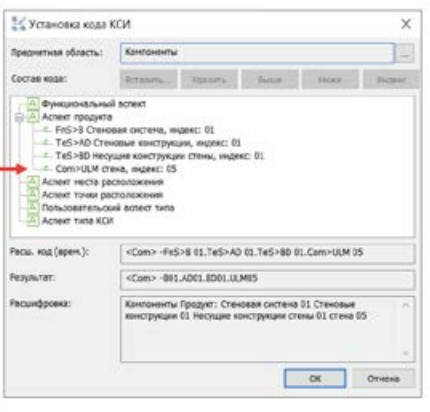 Установка кода КСИ
Предметная область: Компоненты ...
Состав кода: Вставить... Удалить Выше Ниже Индекс
Функциональный аспект
Аспект продукта
FnS>B Стеновая система, индекс: 01
TeS>AD Стеновые конструкции, индекс: 01
TeS>BD Несущие конструкции стены, индекс: 01
Com>ULM стена, индекс: 05
Аспект места расположения
Аспект точки расположения
Пользовательский аспект типа
Аспект типа КСИ
Расш. код (врем.): <Com> -FnS>B 01.TeS>AD 01.TeS>BD 01.Com>ULM 05
Результат: <Com> -B01.AD01.BD01.ULM05
Расшифровка: Компоненты Продукт: Стеновая система 01 Стеновые
конструкции 01 Несущие конструкции стены 01 стена 05
ОК Отмена